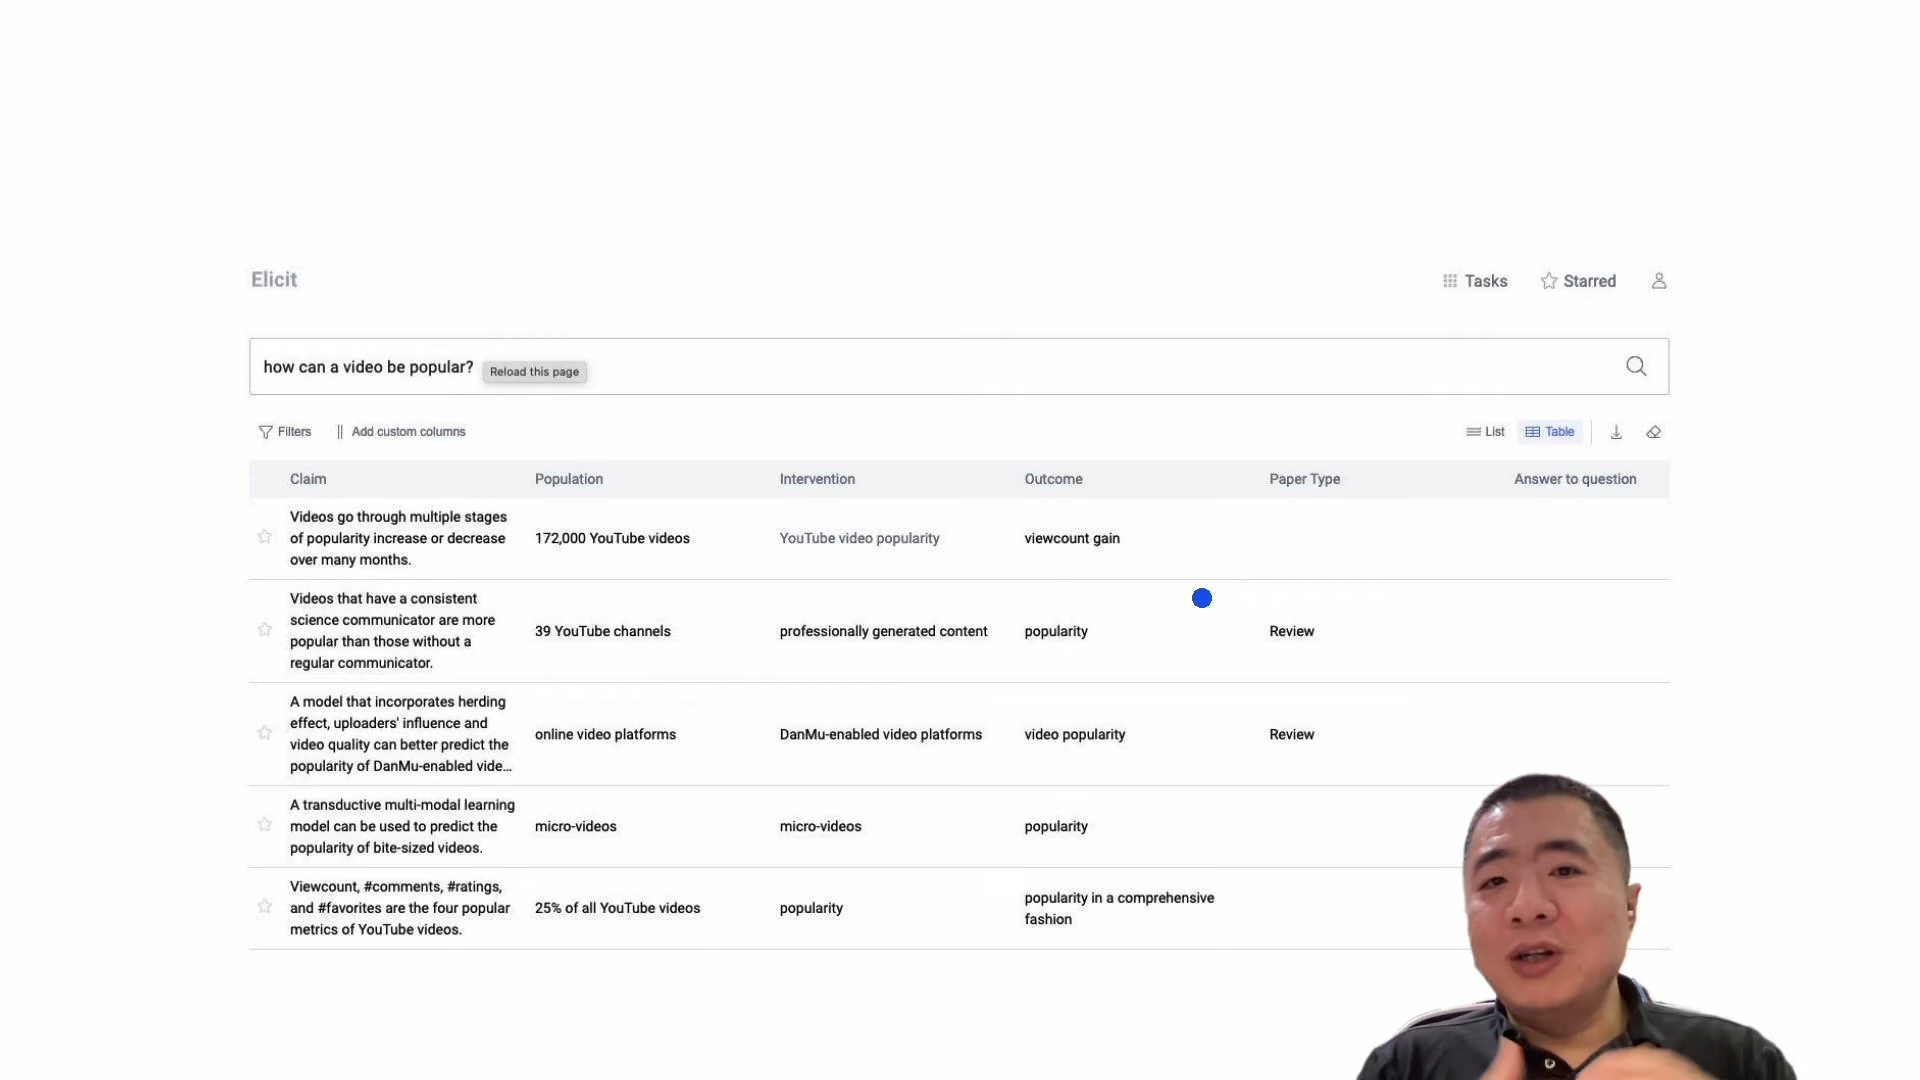 Elicit
Tasks
Starred
how can a video be popular?
Reload this page
Filters
Add custom columns
List
Table
Claim
Population
Intervention
Outcome
Paper Type
Answer to question
Videos go through multiple stages
of popularity increase or decrease
over many months.
172,000 YouTube videos
YouTube video popularity
viewcount gain
Videos that have a consistent
science communicator are more
popular than those without a
regular communicator.
39 YouTube channels
professionally generated content
popularity
Review
A model that incorporates herding
effect, uploaders' influence and
video quality can better predict the
popularity of DanMu-enabled vide...
online video platforms
DanMu-enabled video platforms
video popularity
Review
A transductive multi-modal learning
model can be used to predict the
popularity of bite-sized videos.
micro-videos
micro-videos
popularity
Viewcount, #comments, #ratings,
and #favorites are the four popular
metrics of YouTube videos.
25% of all YouTube videos
popularity
popularity in a comprehensive
fashion